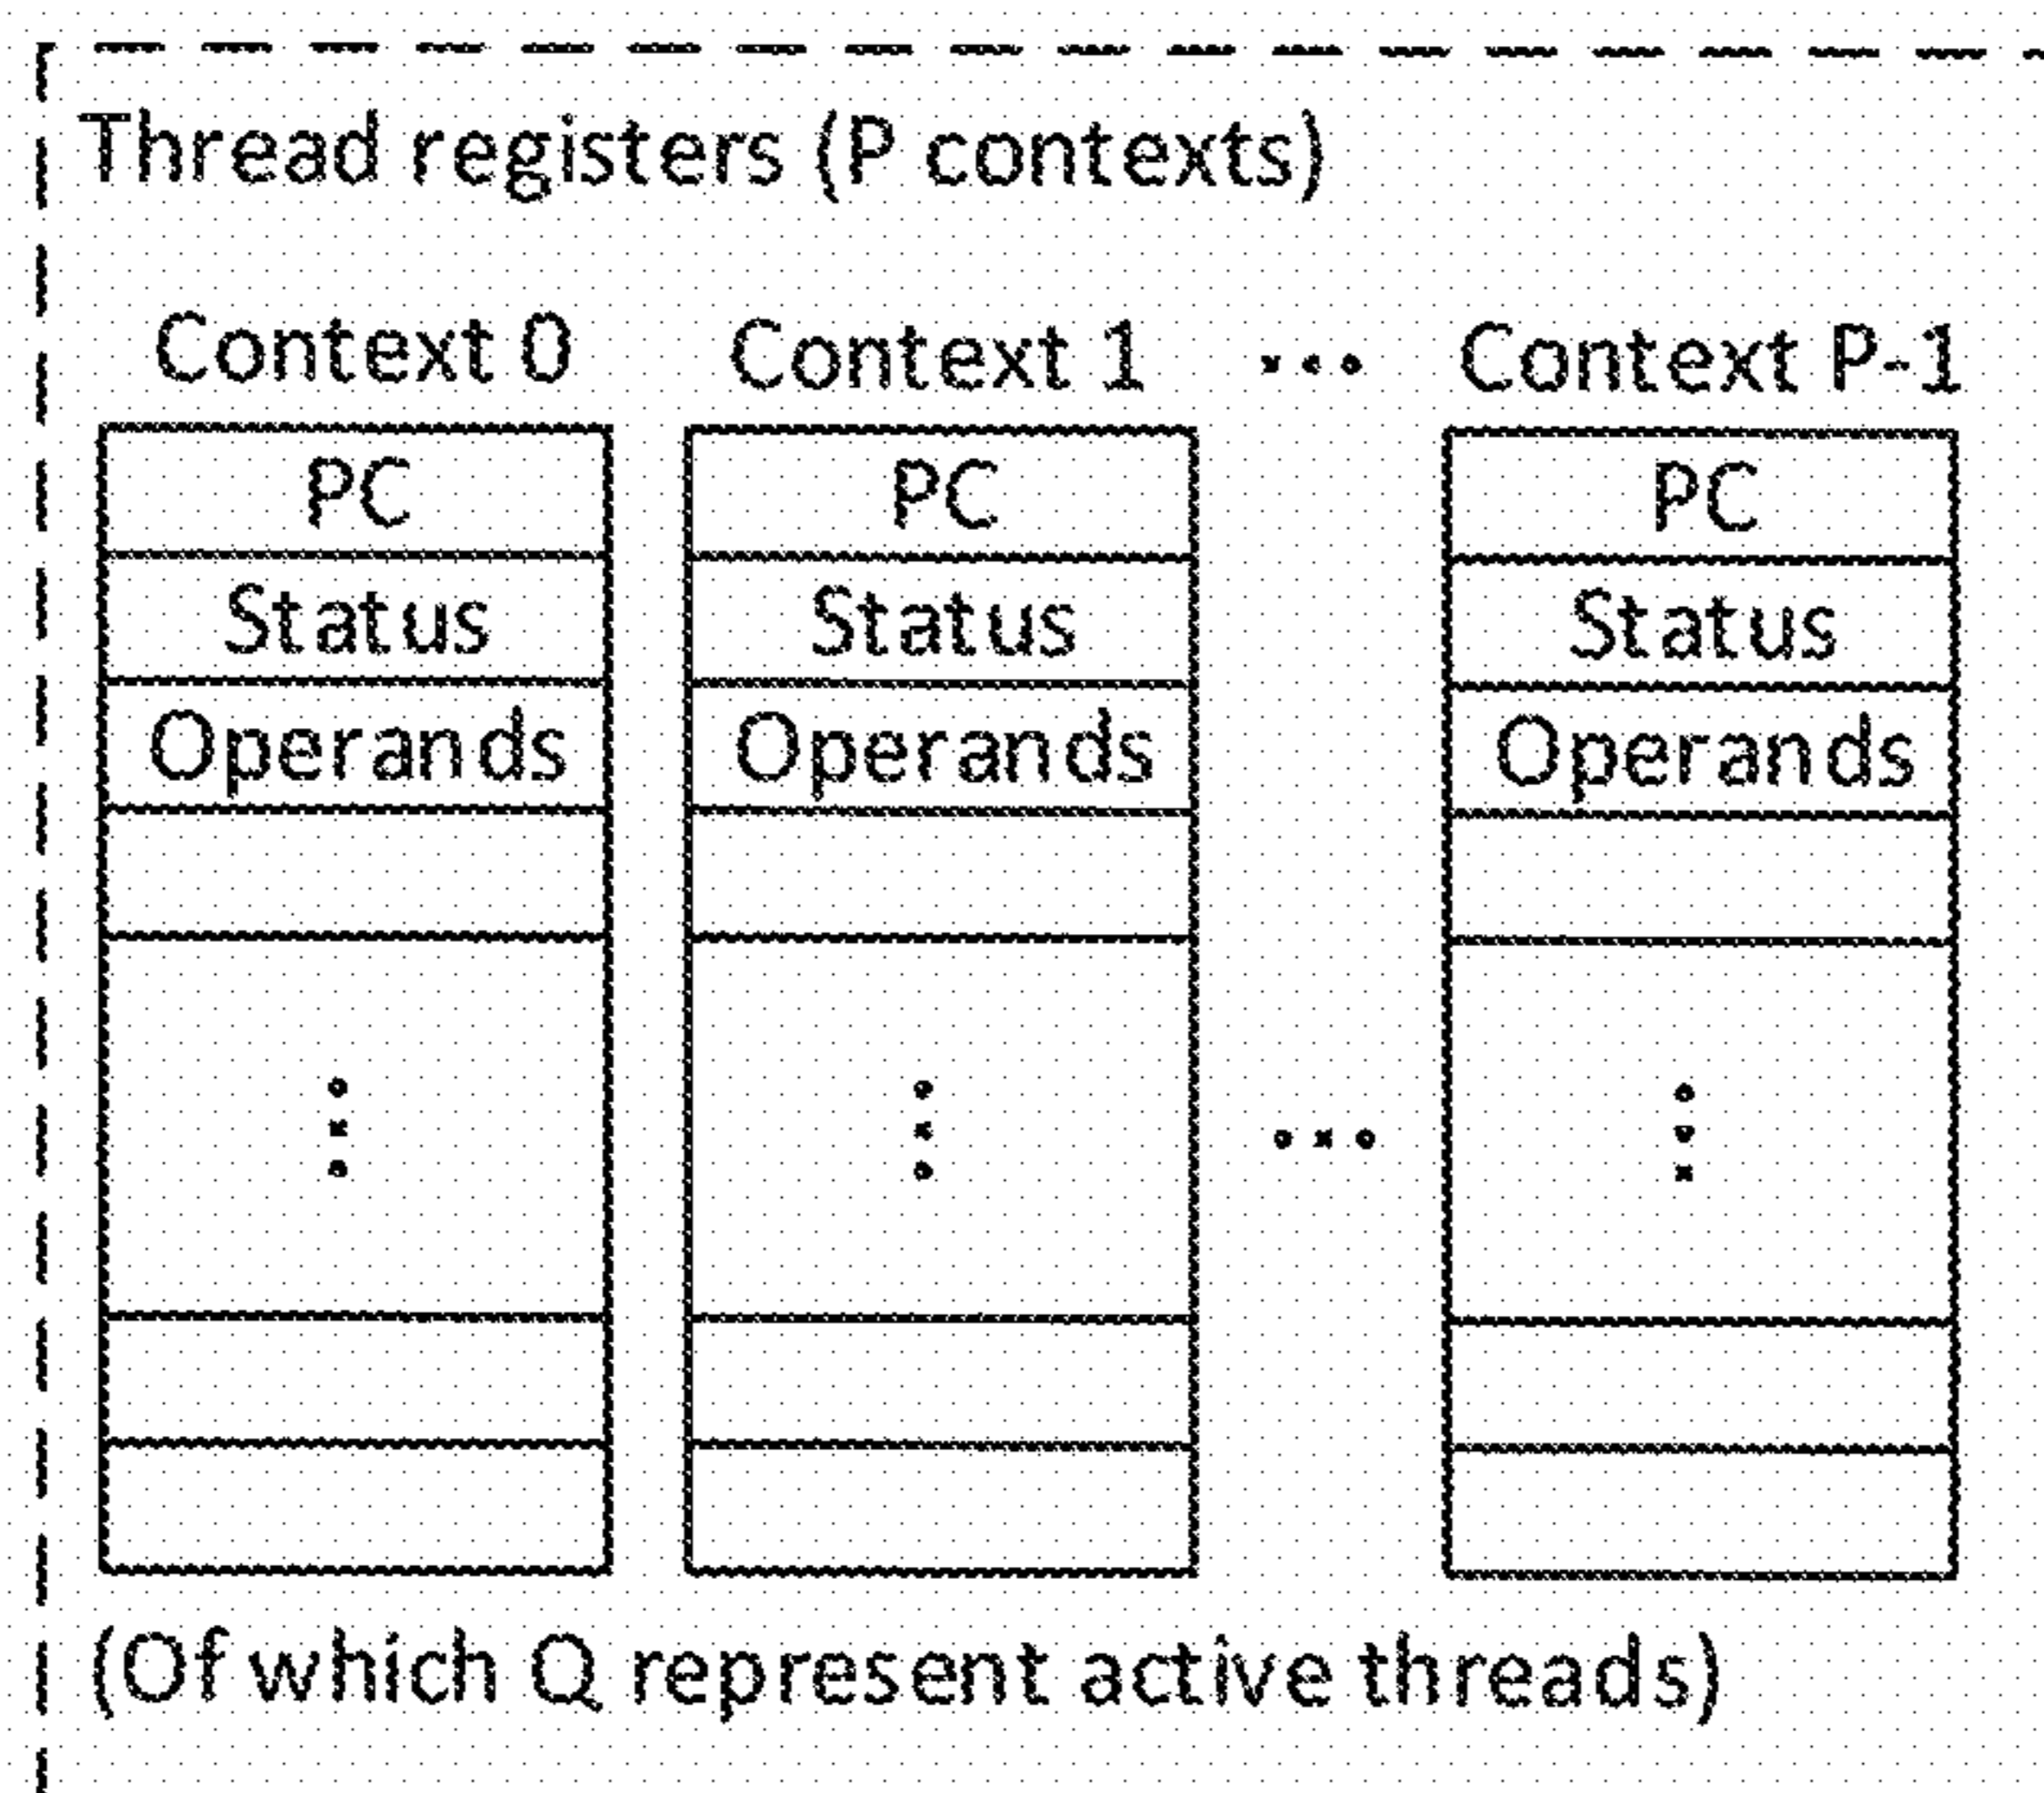 Thread registers (P contexts)
Context 0 Context 1 ... Context P-1
PC PC PC
Status Status Status
Operands Operands Operands
(Of which Q represent active threads)